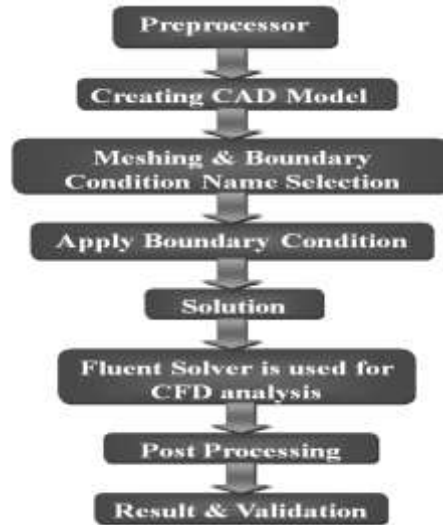 Preprocessor
Creating CAD Model
Meshing & Boundary
Condition Name Selection
Apply Boundary Condition
Solution
Fluent Solver is used for
CFD analysis
Post Processing
Result & Validation